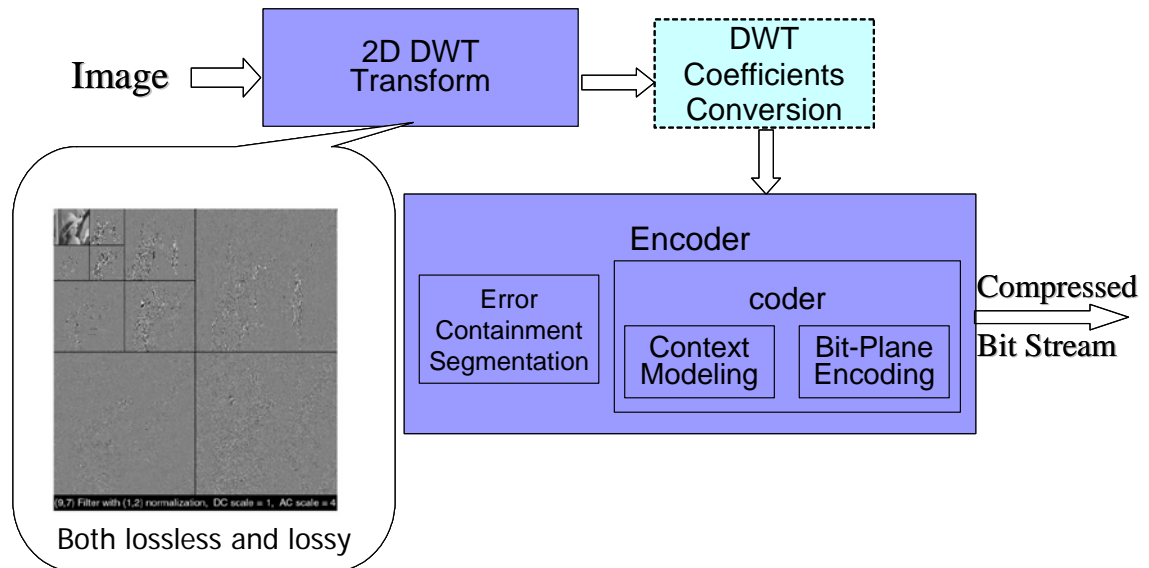 Image
2D DWT
Transform
DWT
Coefficients
Conversion
Encoder
Error
Containment
Segmentation
coder
Context
Modeling
Bit-Plane
Encoding
Compressed
Bit Stream
(9,7) Filter with (1,2) normalization, DC scale = 1, AC scale = 4
Both lossless and lossy